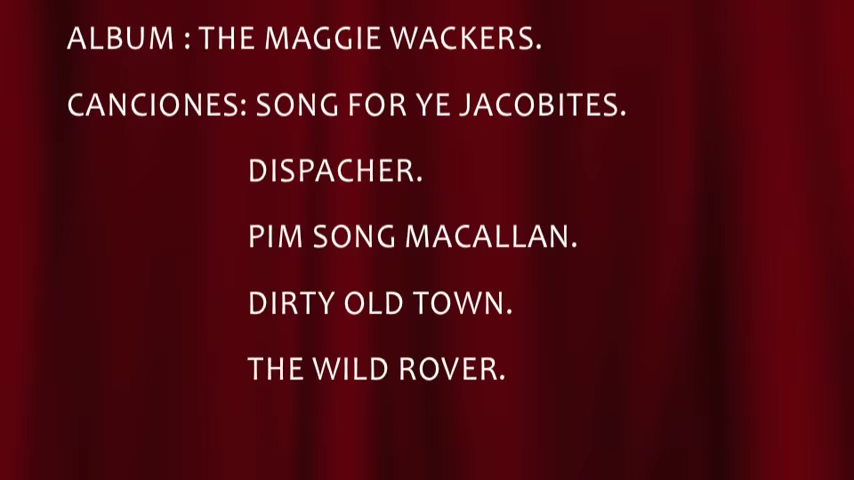 ALBUM : THE MAGGIE WACKERS.
CANCIONES: SONG FOR YE JACOBITES.
DISPACHER.
PIM SONG MACALLAN.
DIRTY OLD TOWN.
THE WILD ROVER.